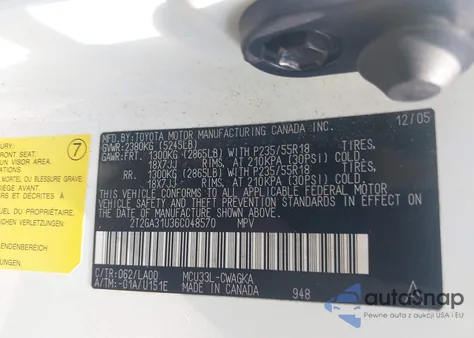 MFD.BY:TOYOTA MOTOR MANUFACTURING CANADA INC.
12/05
GVWR: 2380KG (5245LB)
GAWR:FRT. 1300KG (2865LB) WITH P235/55R18 TIRES,
18X7JJ RIMS, AT 210KPA (30PSI) COLD.
RR. 1300KG (2865LB) WITH P235/55R18 TIRES,
18X7JJ RIMS, AT 210KPA (30PSI) COLD.
THIS VEHICLE CONFORMS TO ALL APPLICABLE FEDERAL MOTOR
VEHICLE SAFETY AND THEFT PREVENTION STANDARDS IN EFFECT
ON THE DATE OF MANUFACTURE SHOWN ABOVE.
2T2GA31U36C048570 MPV
C/TR:062/LA00 MCU33L-CWAGKA
A/TM:-01A/U151E MADE IN CANADA 948
7
MORT OU
BLESSURE GRAVE
autoSnap
Pewne auta z aukcji USA i EU